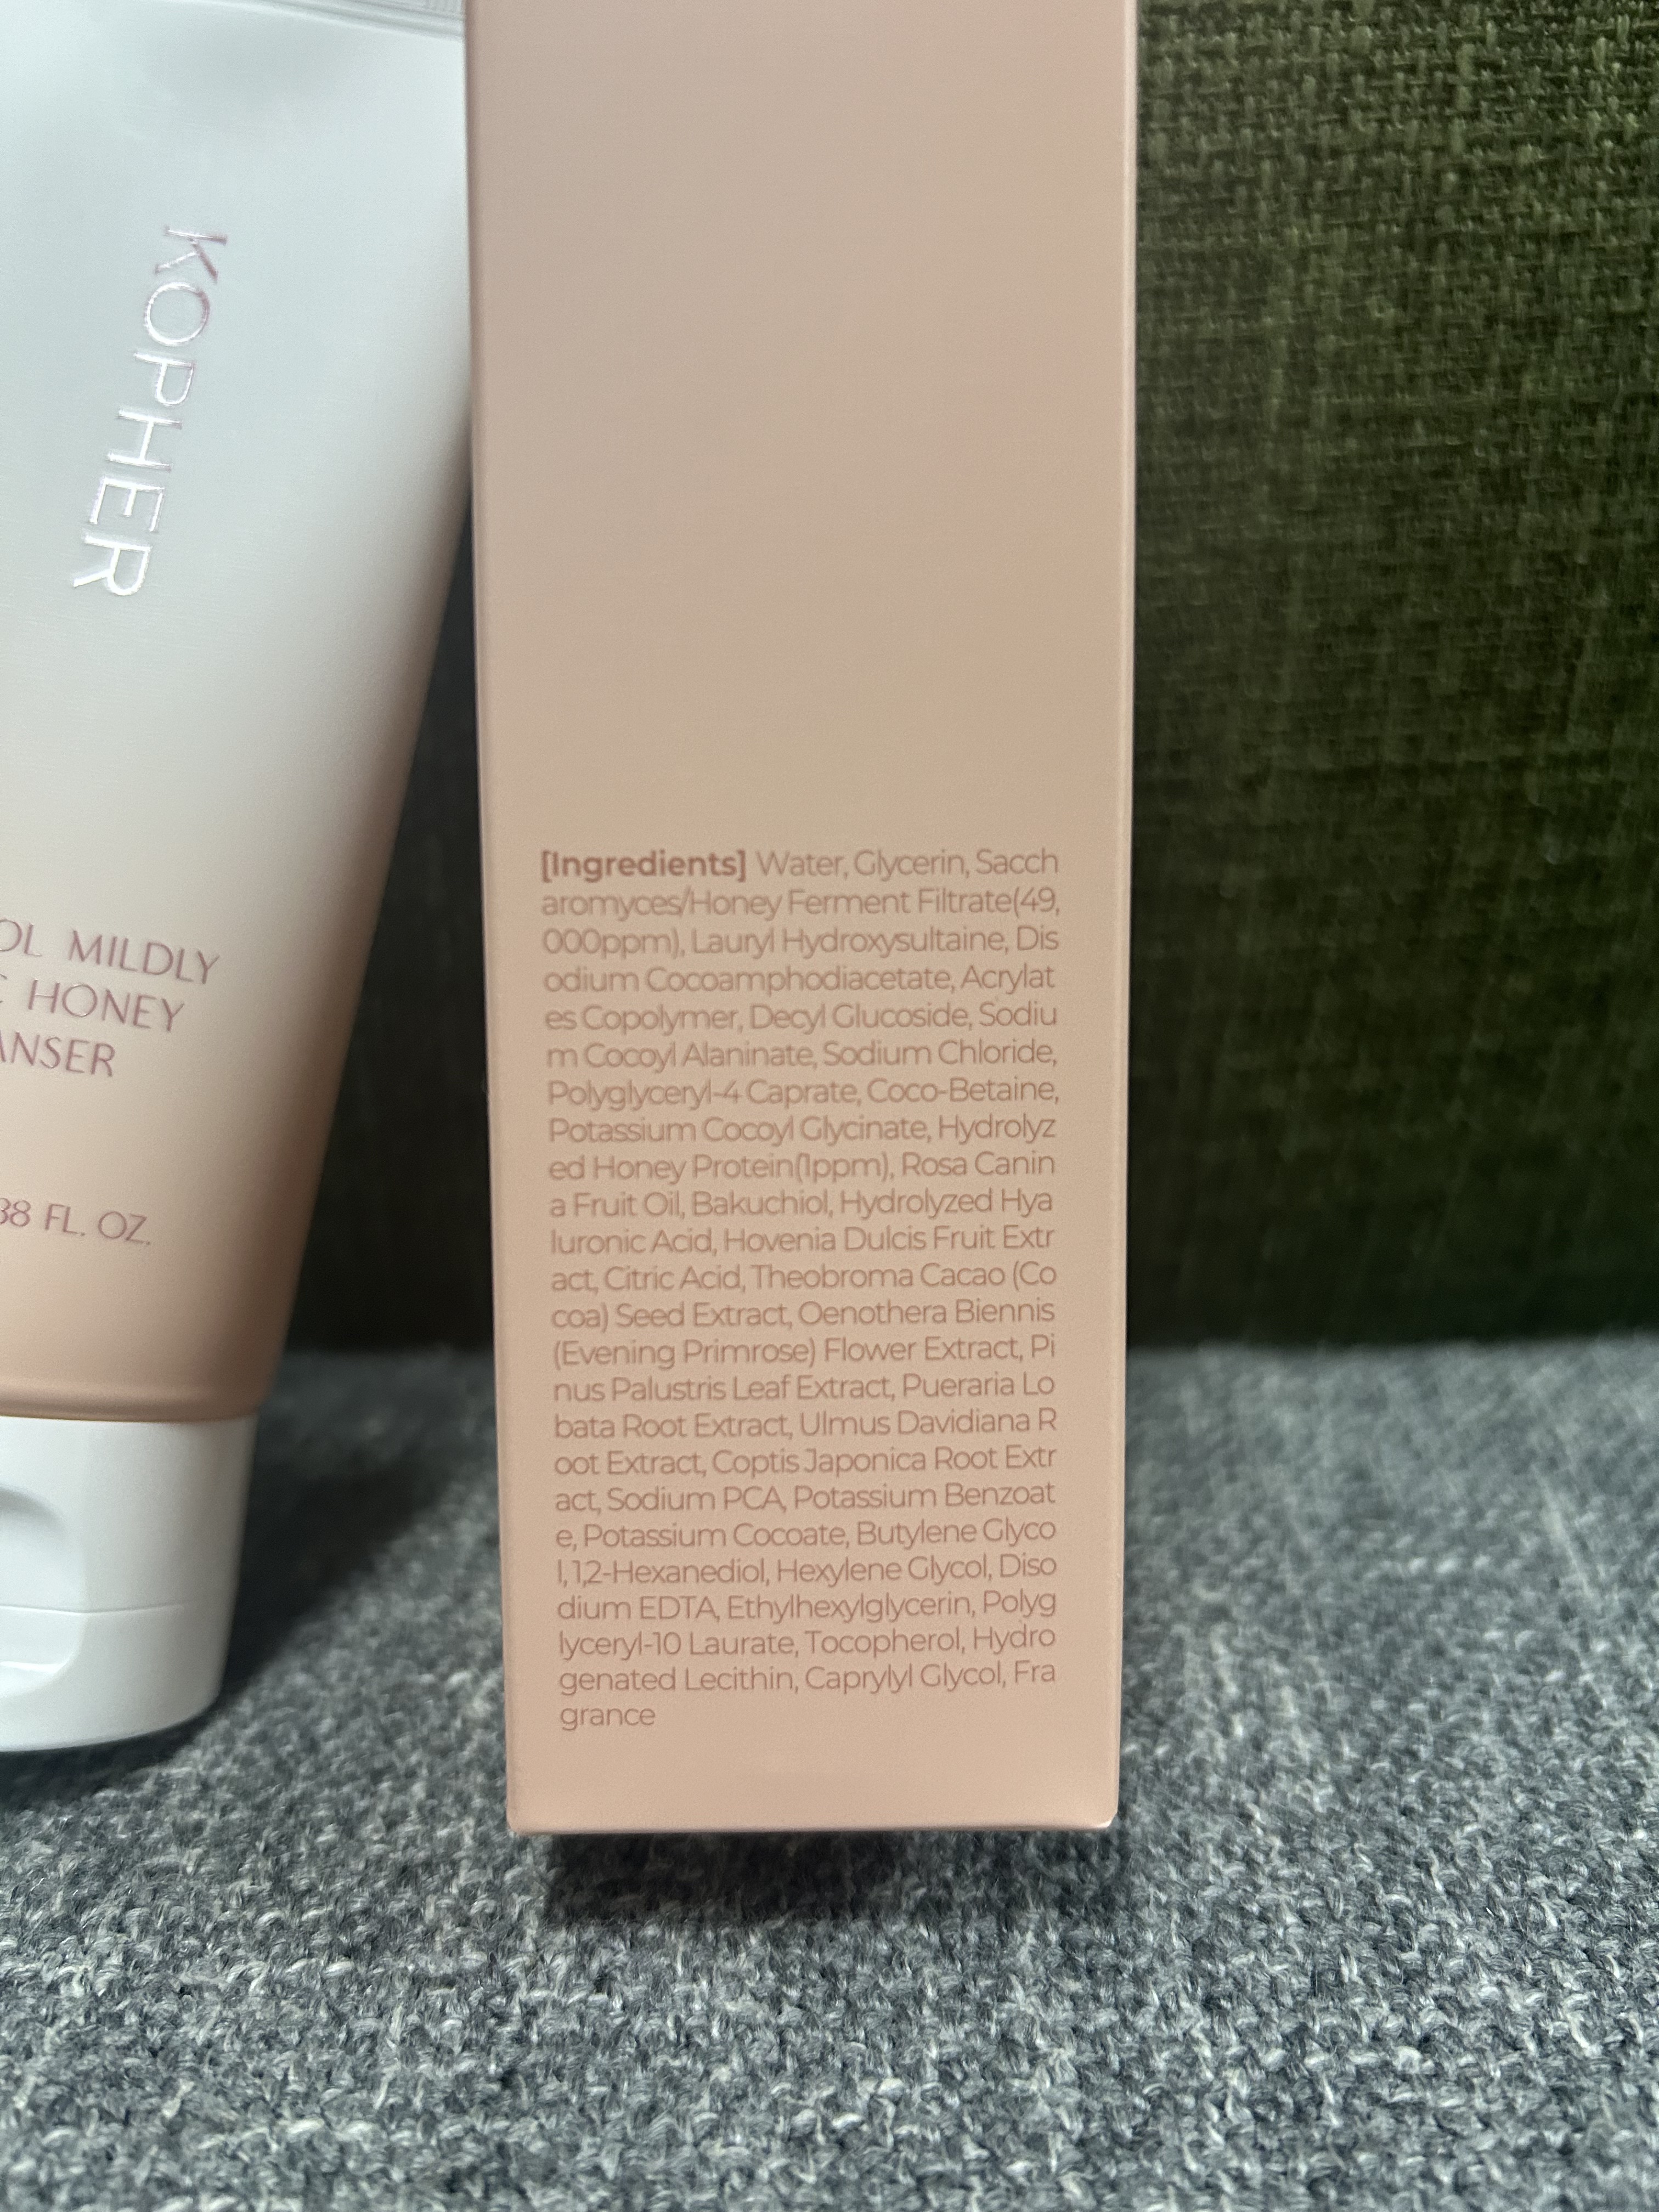 KOPHER
MILDLY
HONEY
38 FL. OZ.
[Ingredients] Water, Glycerin, Sacch
aromyces/Honey Ferment Filtrate(49,
000ppm), Lauryl Hydroxysultaine, Dis
odium Cocoamphodiacetate, Acrylat
es Copolymer, Decyl Glucoside, Sodiu
m Cocoyl Alaninate, Sodium Chloride,
Polyglyceryl-4 Caprate, Coco-Betaine,
Potassium Cocoyl Glycinate, Hydrolyz
ed Honey Protein(1ppm), Rosa Canin
a Fruit Oil, Bakuchiol, Hydrolyzed Hya
luronic Acid, Hovenia Dulcis Fruit Extr
act, Citric Acid, Theobroma Cacao (Co
coa) Seed Extract, Oenothera Biennis
(Evening Primrose) Flower Extract, Pi
nus Palustris Leaf Extract, Pueraria Lo
bata Root Extract, Ulmus Davidiana R
oot Extract, Coptis Japonica Root Extr
act, Sodium PCA, Potassium Benzoat
e, Potassium Cocoate, Butylene Glyco
l, 1,2-Hexanediol, Hexylene Glycol, Diso
dium EDTA, Ethylhexylglycerin, Polyg
lyceryl-10 Laurate, Tocopherol, Hydro
genated Lecithin, Caprylyl Glycol, Fra
grance